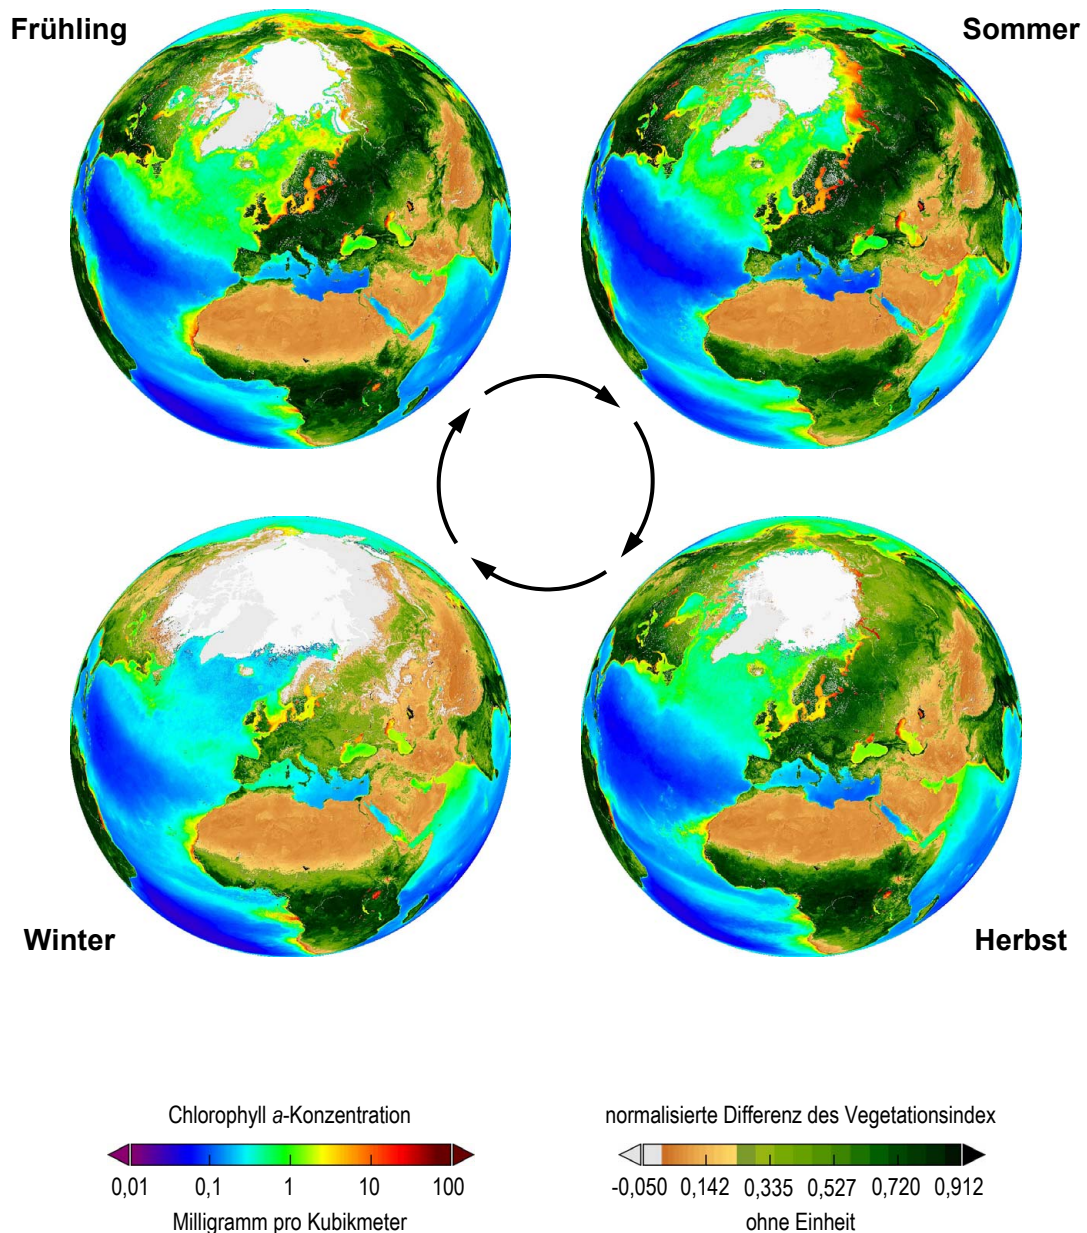 Frühling
Sommer
Winter
Herbst
Chlorophyll a-Konzentration
0,01 0,1 1 10 100
Milligramm pro Kubikmeter
normalisierte Differenz des Vegetationsindex
-0,050 0,142 0,335 0,527 0,720 0,912
ohne Einheit